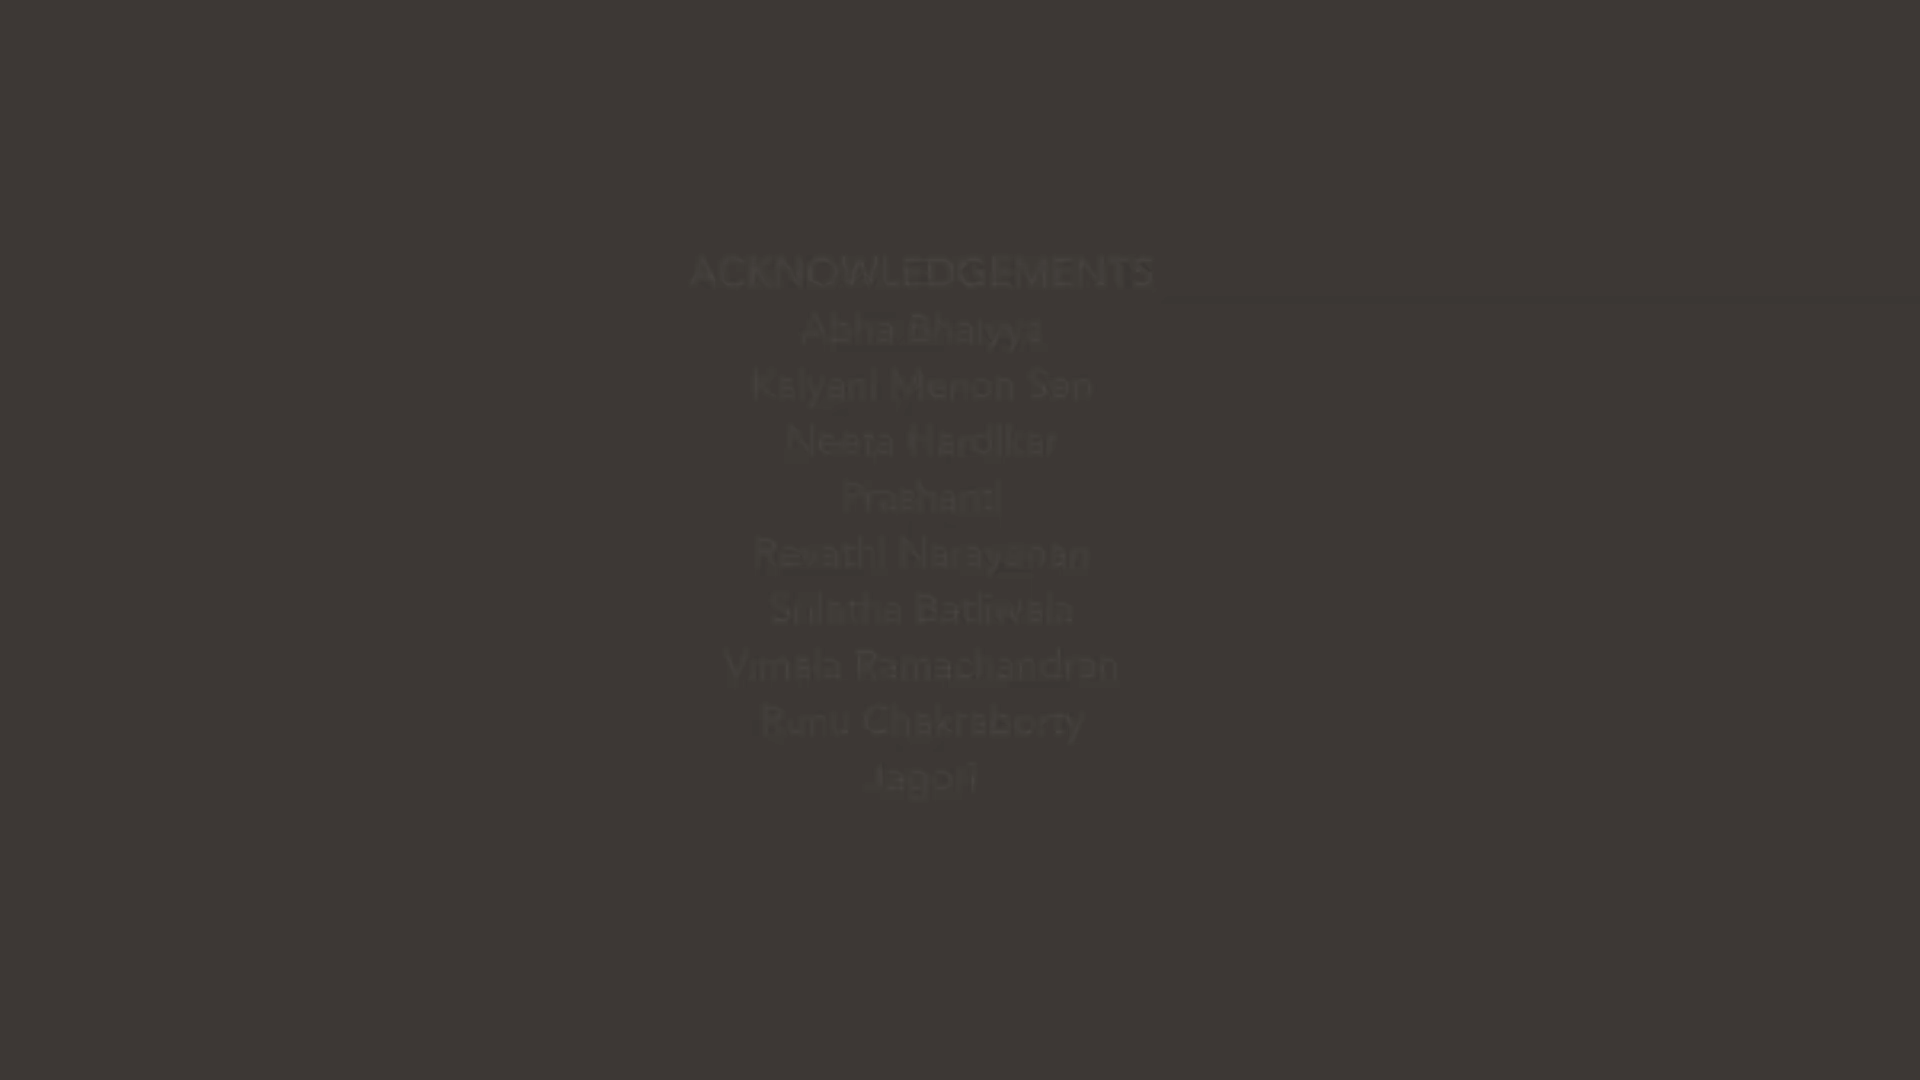 ACKNOWLEDGEMENTS
Abha Bhaiyya
Kalyani Menon Sen
Neeta Hardikar
Prashanti
Revathi Narayanan
Srilatha Batliwala
Vimala Ramachandran
Runu Chakraborty
Jagori